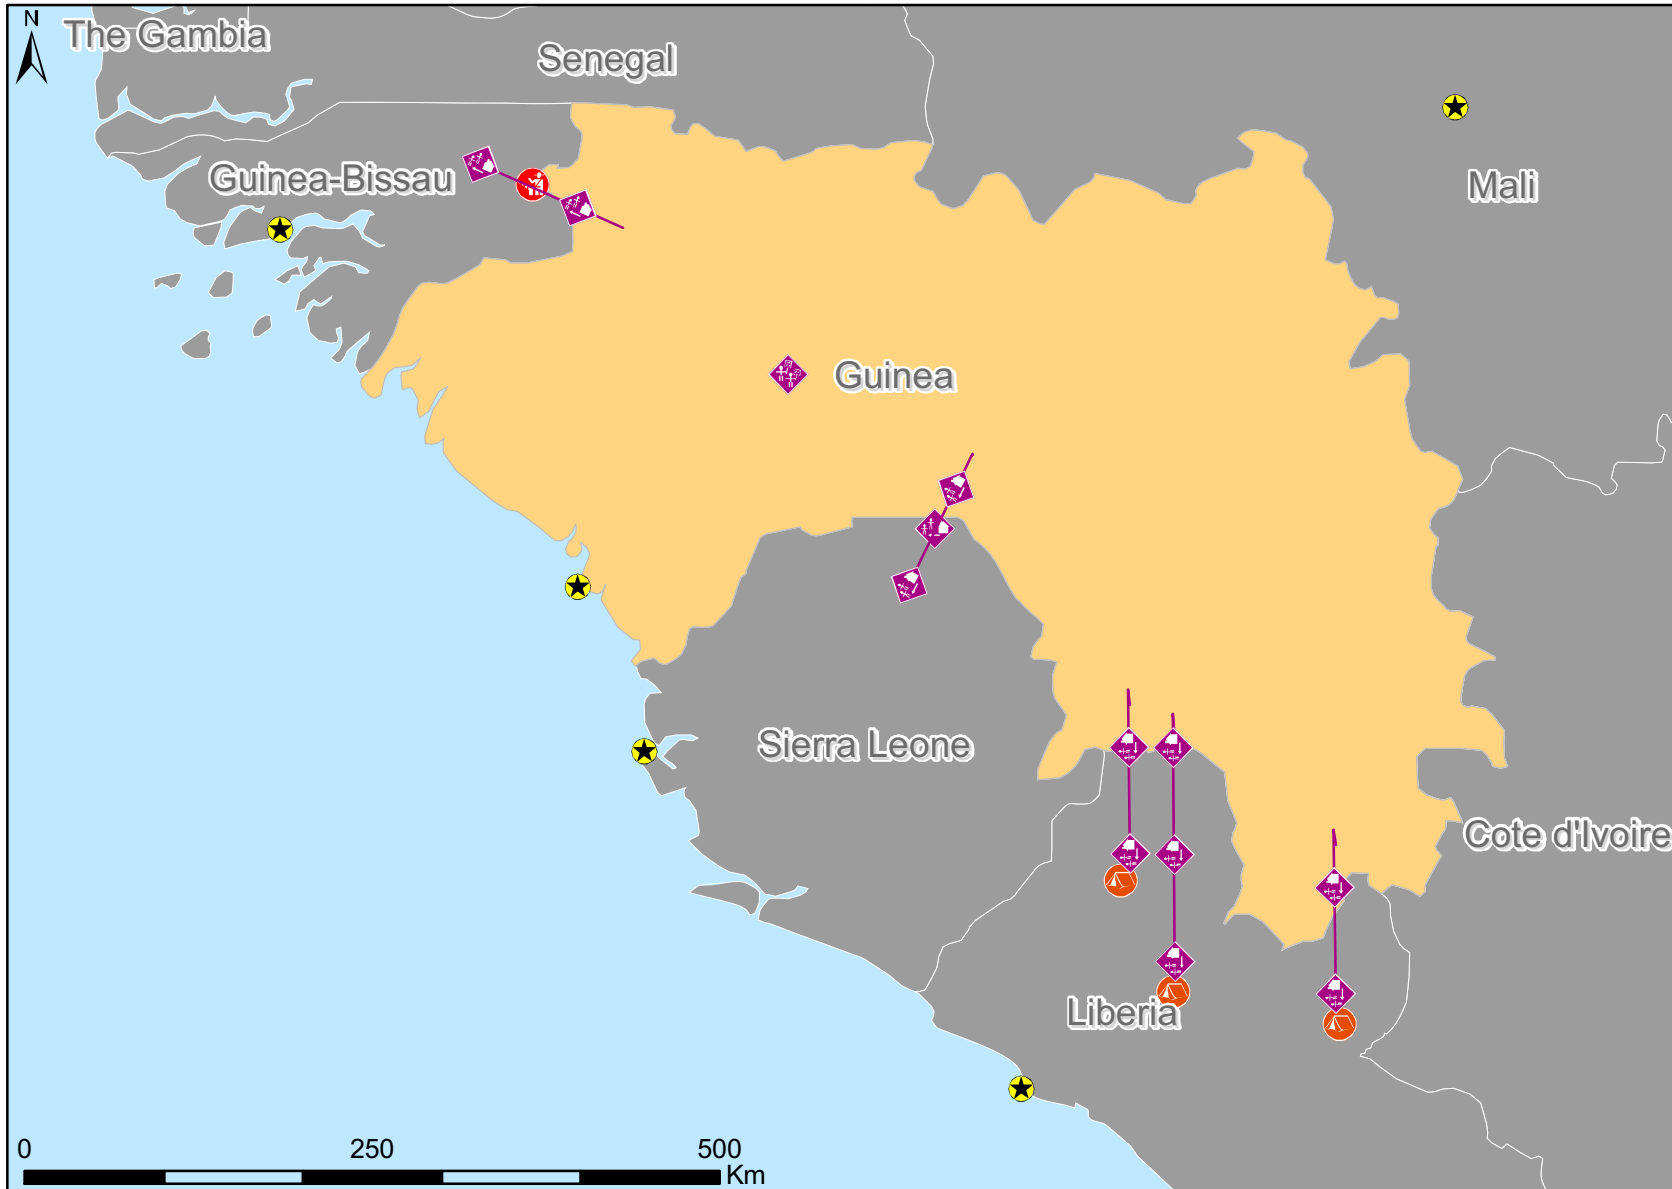 N
The Gambia
Senegal
Guinea-Bissau
Mali
Guinea
Sierra Leone
Cote d'Ivoire
Liberia
0 250 500
Km